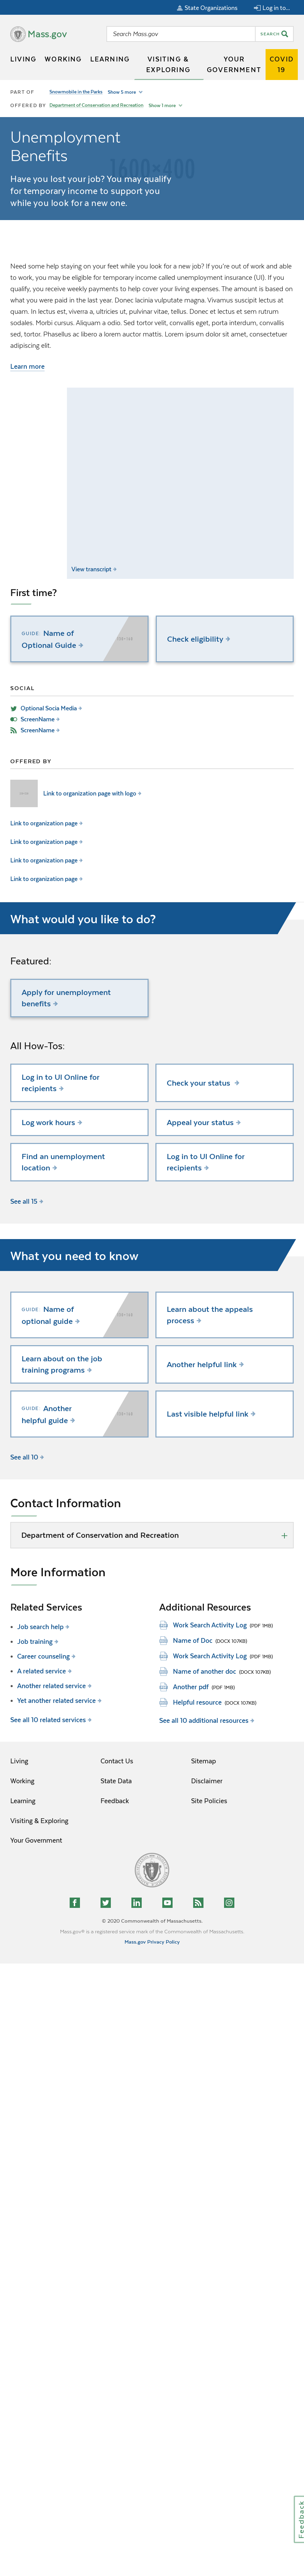 State Organizations
Log in to...
Mass.gov
Search Mass.gov
SEARCH
LIVING
WORKING
LEARNING
VISITING &
EXPLORING
YOUR
GOVERNMENT
COVID
19
PART OF
Snowmobile in the Parks
Show 5 more
OFFERED BY
Department of Conservation and Recreation
Show 1 more
1600×400
Unemployment
Benefits
Have you lost your job? You may qualify
for temporary income to support you
while you look for a new one.
Need some help staying on your feet while you look for a new job? If you're out of work and able
to work, you may be eligible for temporary income called unemployment insurance (UI). If you
qualify, you receive weekly payments to help cover your living expenses. The amount is based on
what you were paid in the last year. Donec lacinia vulputate magna. Vivamus suscipit lectus at
quam. In lectus est, viverra a, ultricies ut, pulvinar vitae, tellus. Donec et lectus et sem rutrum
sodales. Morbi cursus. Aliquam a odio. Sed tortor velit, convallis eget, porta interdum, convallis
sed, tortor. Phasellus ac libero a lorem auctor mattis. Lorem ipsum dolor sit amet, consectetuer
adipiscing elit.
Learn more
View transcript
First time?
GUIDE: Name of
Optional Guide
Check eligibility
SOCIAL
Optional Socia Media
ScreenName
ScreenName
OFFERED BY
Link to organization page with logo
Link to organization page
Link to organization page
Link to organization page
Link to organization page
What would you like to do?
Featured:
Apply for unemployment
benefits
All How-Tos:
Log in to UI Online for
recipients
Check your status
Log work hours
Appeal your status
Find an unemployment
location
Log in to UI Online for
recipients
See all 15
What you need to know
GUIDE: Name of
optional guide
Learn about the appeals
process
Learn about on the job
training programs
Another helpful link
GUIDE: Another
helpful guide
Last visible helpful link
See all 10
Contact Information
Department of Conservation and Recreation
More Information
Related Services
Job search help
Job training
Career counseling
A related service
Another related service
Yet another related service
See all 10 related services
Additional Resources
Work Search Activity Log (PDF 1MB)
Name of Doc (DOCX 107KB)
Work Search Activity Log (PDF 1MB)
Name of another doc (DOCX 107KB)
Another pdf (PDF 1MB)
Helpful resource (DOCX 107KB)
See all 10 additional resources
Living
Contact Us
Sitemap
Working
State Data
Disclaimer
Learning
Feedback
Site Policies
Visiting & Exploring
Your Government
© 2020 Commonwealth of Massachusetts.
Mass.gov® is a registered service mark of the Commonwealth of Massachusetts.
Mass.gov Privacy Policy
Feedback